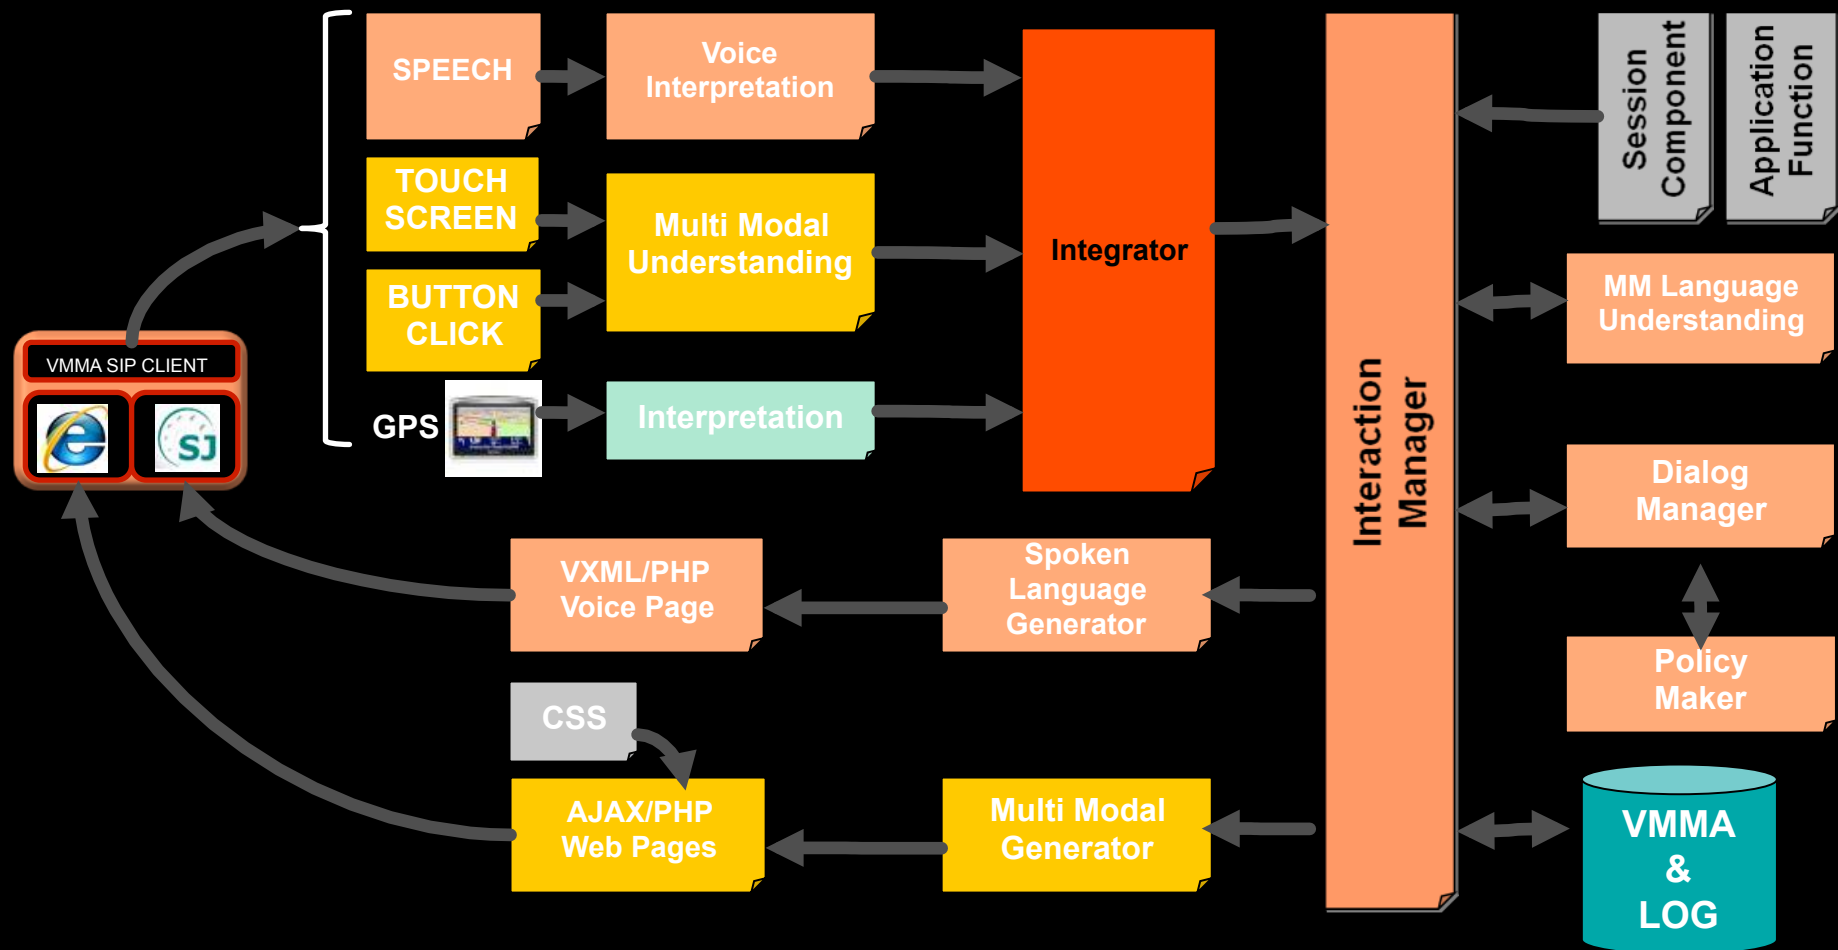 SPEECH
Voice
Interpretation
TOUCH
SCREEN
BUTTON
CLICK
Multi Modal
Understanding
GPS
Interpretation
Integrator
Interaction
Manager
Session
Component
Application
Function
MM Language
Understanding
Dialog
Manager
Policy
Maker
VMMA
&
LOG
VMMA SIP CLIENT
SJ
VXML/PHP
Voice Page
Spoken
Language
Generator
CSS
AJAX/PHP
Web Pages
Multi Modal
Generator